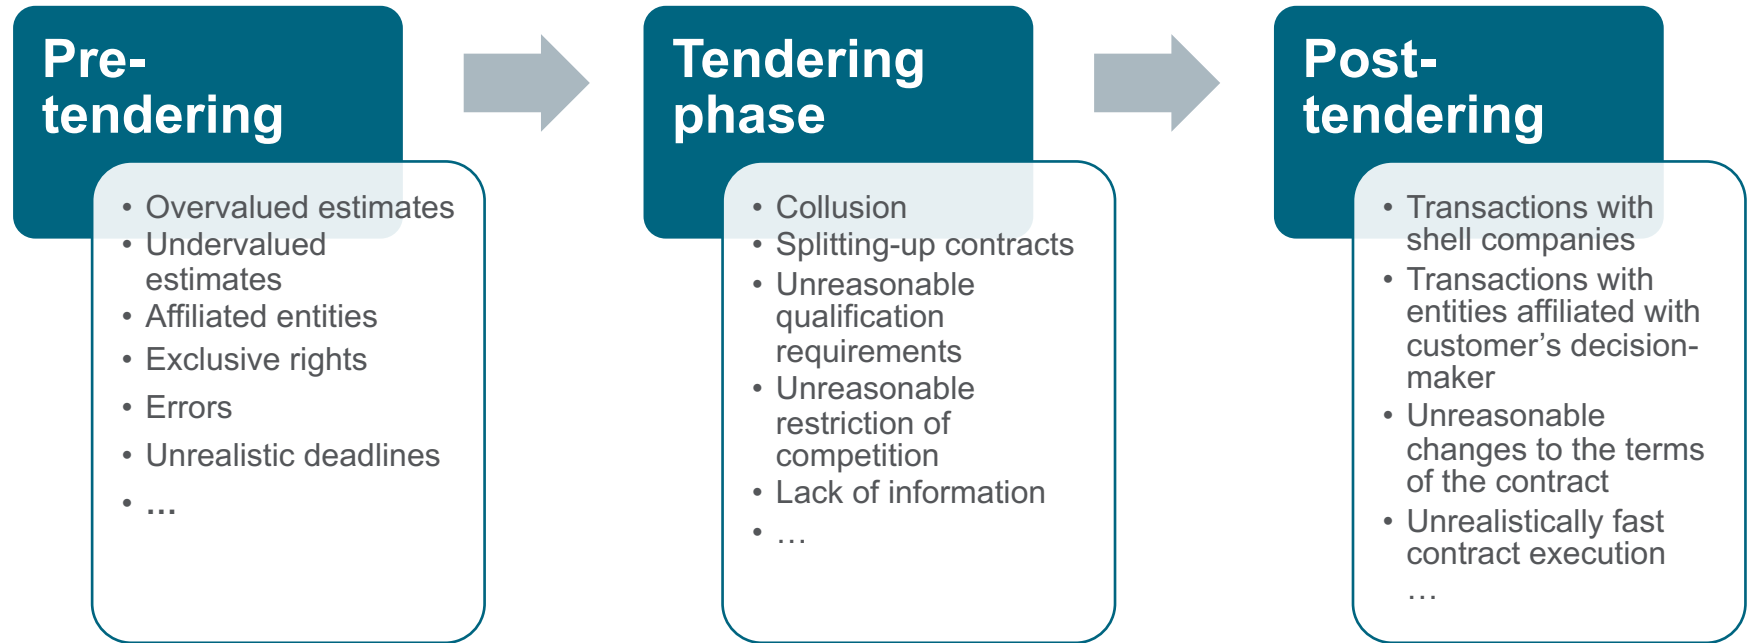 Pre-
tendering
• Overvalued estimates
• Undervalued
estimates
• Affiliated entities
• Exclusive rights
• Errors
• Unrealistic deadlines
• …
Tendering
phase
• Collusion
• Splitting-up contracts
• Unreasonable
qualification
requirements
• Unreasonable
restriction of
competition
• Lack of information
• …
Post-
tendering
• Transactions with
shell companies
• Transactions with
entities affiliated with
customer’s decision-
maker
• Unreasonable
changes to the terms
of the contract
• Unrealistically fast
contract execution
…